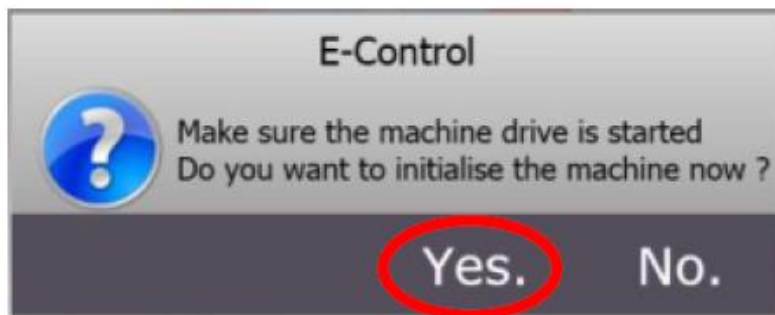 E-Control
Make sure the machine drive is started
Do you want to initialise the machine now ?
Yes. No.